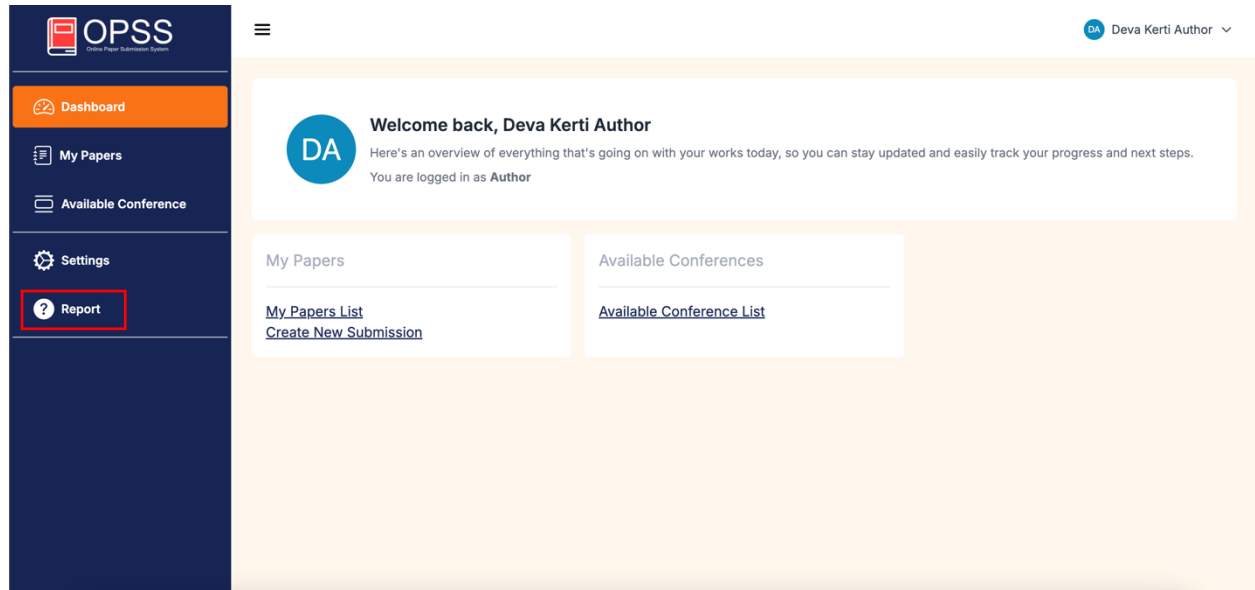 OPSS
Online Paper Submission System
Dashboard
My Papers
Available Conference
Settings
? Report
DA Deva Kerti Author
DA
Welcome back, Deva Kerti Author
Here's an overview of everything that's going on with your works today, so you can stay updated and easily track your progress and next steps.
You are logged in as Author
My Papers
My Papers List
Create New Submission
Available Conferences
Available Conference List